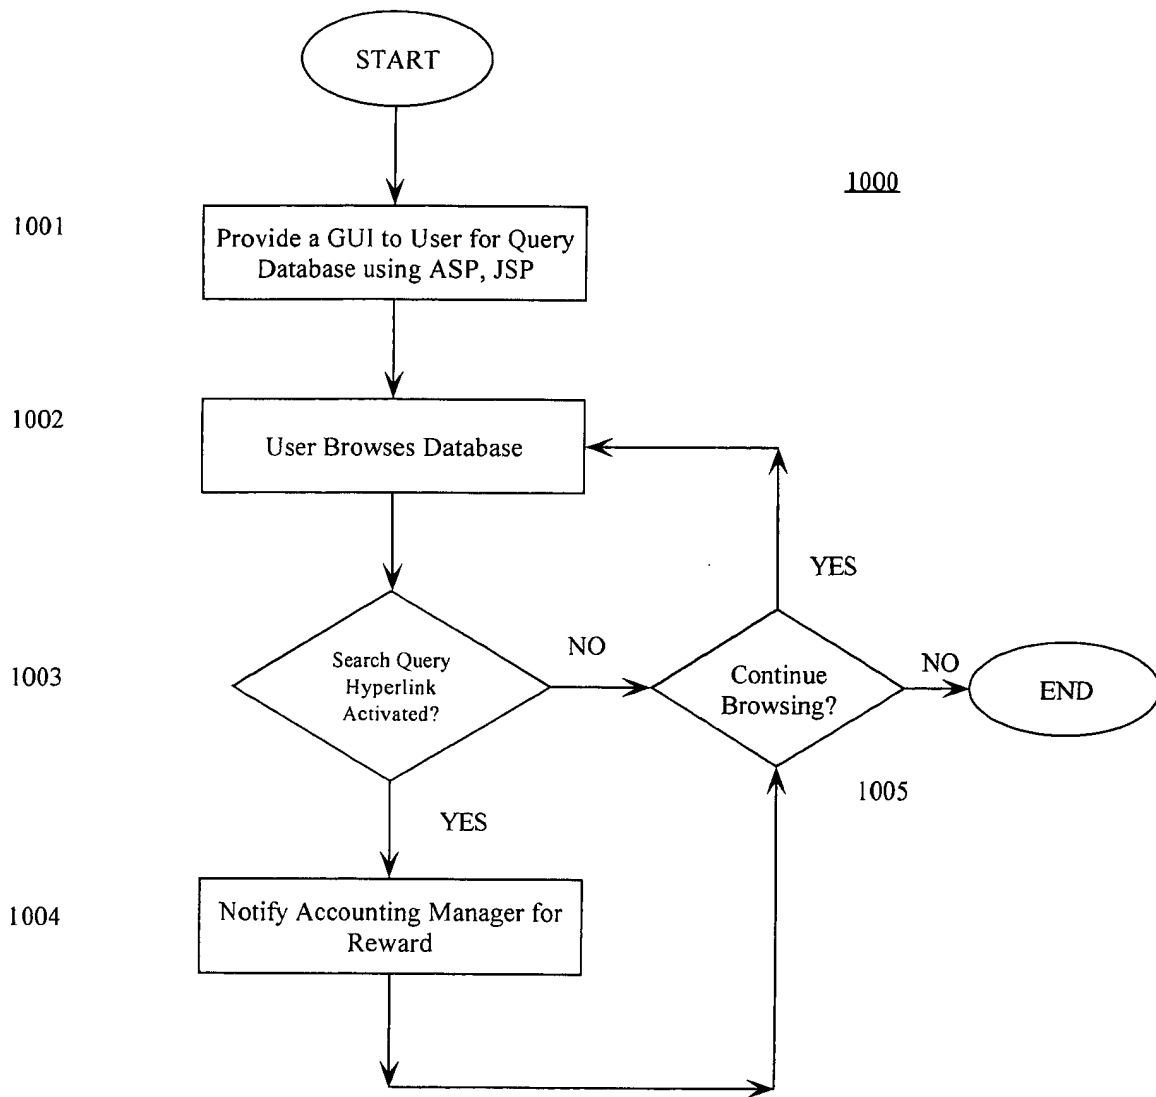 START
1000
1001
Provide a GUI to User for Query
Database using ASP, JSP
1002
User Browses Database
YES
1003
Search Query
Hyperlink
Activated?
NO
Continue
Browsing?
NO
END
1005
YES
1004
Notify Accounting Manager for
Reward